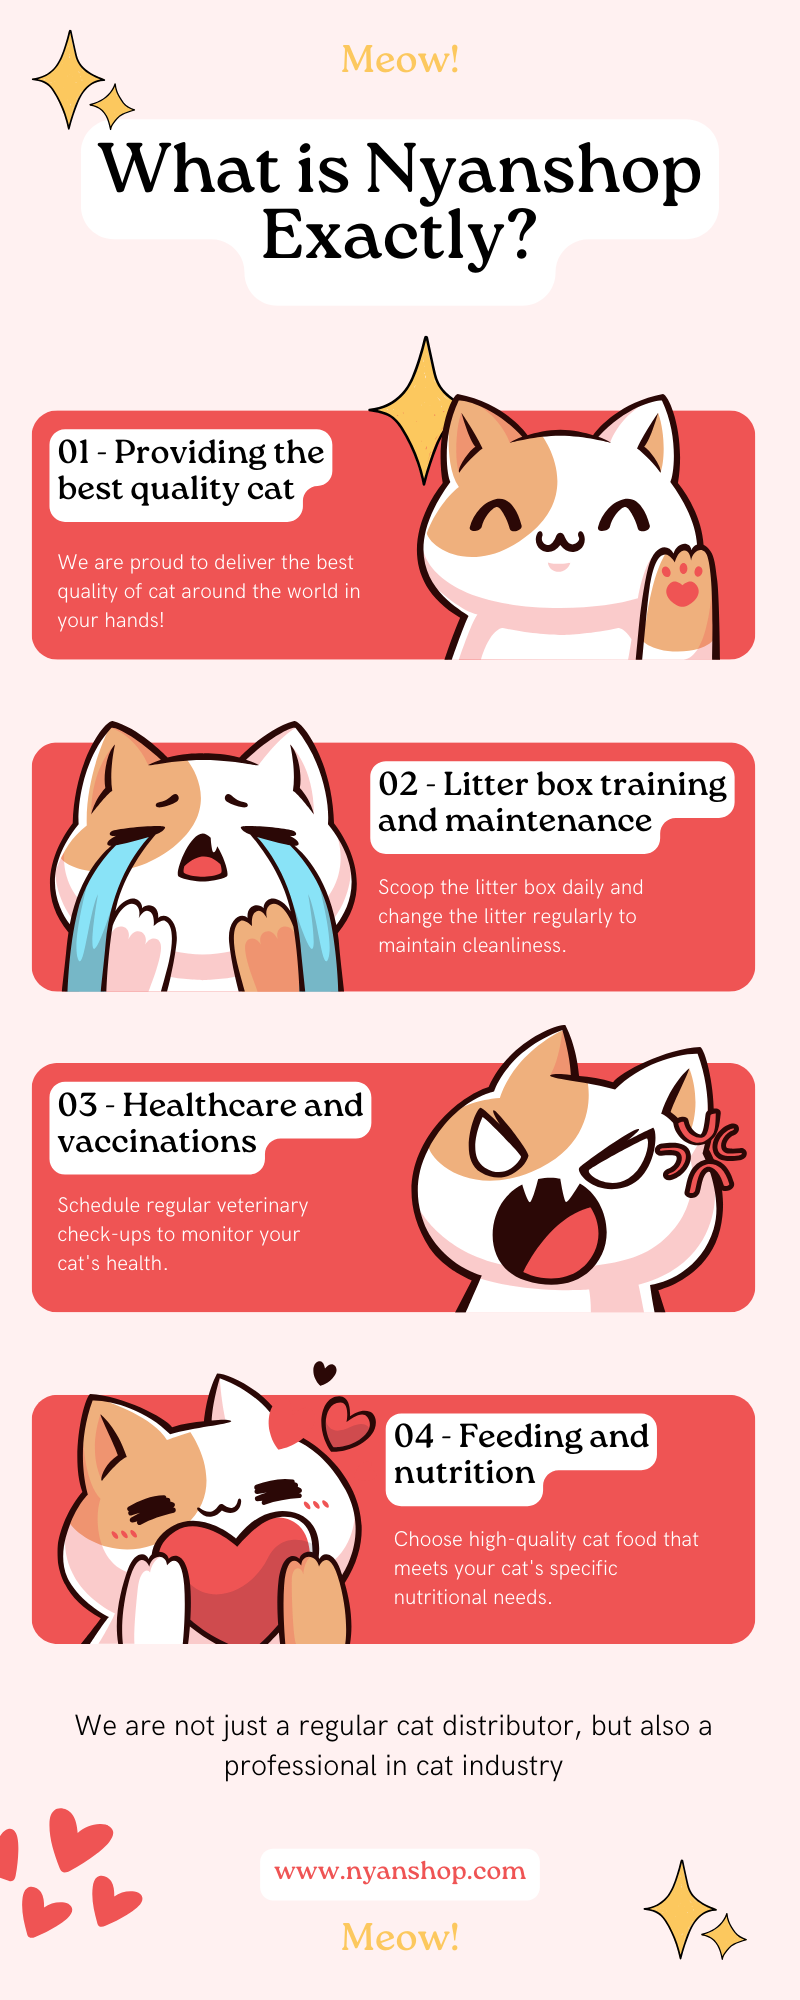 Meow!
What is Nyanshop
Exactly?
01 - Providing the
best quality cat
We are proud to deliver the best
quality of cat around the world in
your hands!
02 - Litter box training
and maintenance
Scoop the litter box daily and
change the litter regularly to
maintain cleanliness.
03 - Healthcare and
vaccinations
Schedule regular veterinary
check-ups to monitor your
cat's health.
04 - Feeding and
nutrition
Choose high-quality cat food that
meets your cat's specific
nutritional needs.
We are not just a regular cat distributor, but also a
professional in cat industry
www.nyanshop.com
Meow!